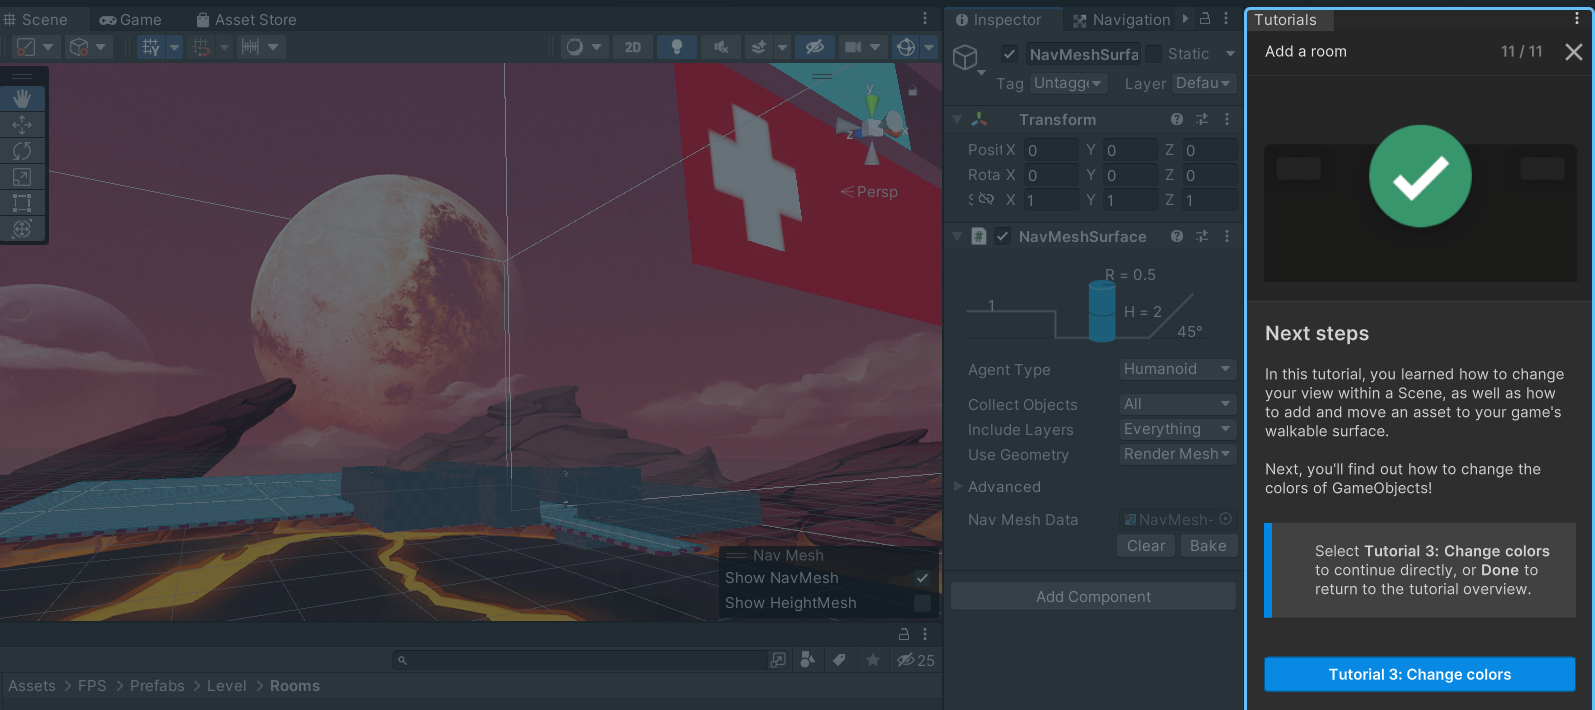 Scene
Game
Asset Store
2D
y
z
x
Persp
Nav Mesh
Show NavMesh
Show HeightMesh
25
Assets > FPS > Prefabs > Level > Rooms
Inspector
Navigation
NavMeshSurfa
Static
Tag Untagge
Layer Defau
Transform
Posit X 0 Y 0 Z 0
Rota X 0 Y 0 Z 0
S X 1 Y 1 Z 1
# NavMeshSurface
R = 0.5
1
H = 2
45°
Agent Type Humanoid
Collect Objects All
Include Layers Everything
Use Geometry Render Mesh
Advanced
Nav Mesh Data NavMesh-
Clear Bake
Add Component
Tutorials
Add a room 11 / 11
Next steps
In this tutorial, you learned how to change
your view within a Scene, as well as how
to add and move an asset to your game's
walkable surface.
Next, you'll find out how to change the
colors of GameObjects!
Select Tutorial 3: Change colors
to continue directly, or Done to
return to the tutorial overview.
Tutorial 3: Change colors